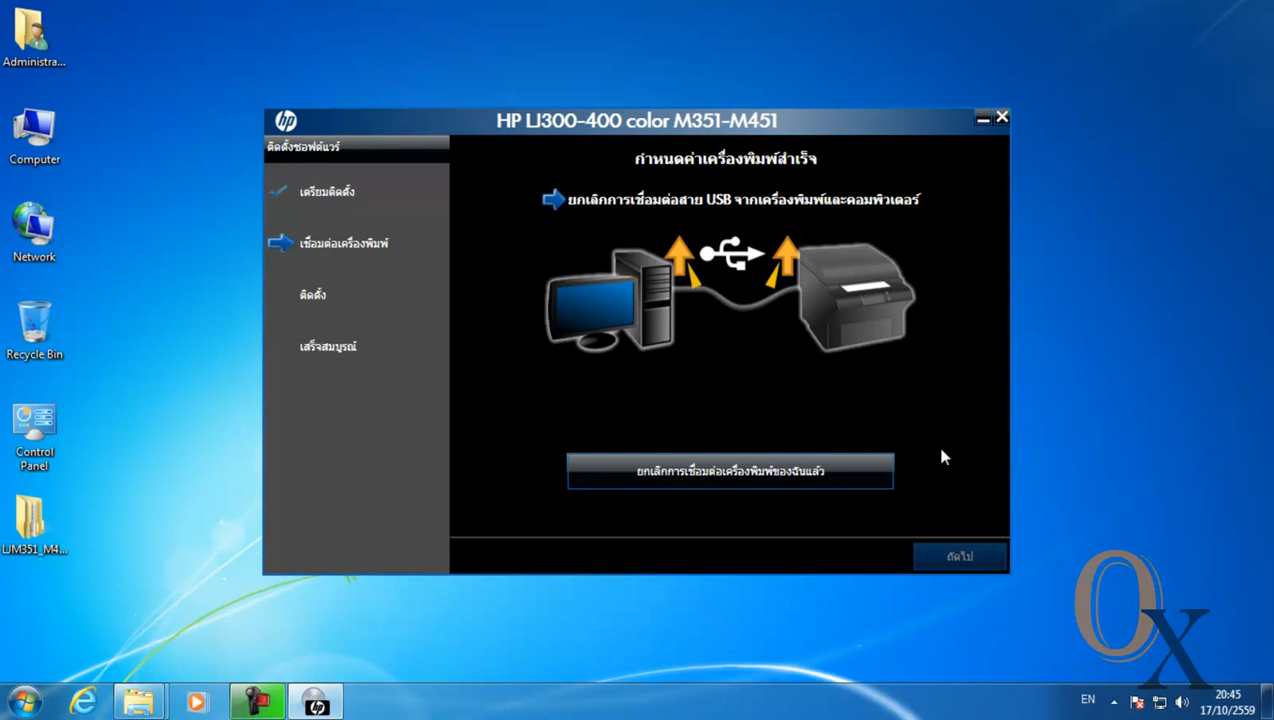 Administra...
Computer
Network
Recycle Bin
Control
Panel
LJM351_M4...
hp
HP LJ300-400 color M351-M451
ติดตั้งซอฟต์แวร์
เตรียมติดตั้ง
เชื่อมต่อเครื่องพิมพ์
ติดตั้ง
เสร็จสมบูรณ์
กำหนดค่าเครื่องพิมพ์สำเร็จ
ยกเลิกการเชื่อมต่อสาย USB จากเครื่องพิมพ์และคอมพิวเตอร์
ยกเลิกการเชื่อมต่อเครื่องพิมพ์ของฉันแล้ว
ถัดไป
OX
hp
EN
20:45
17/10/2559